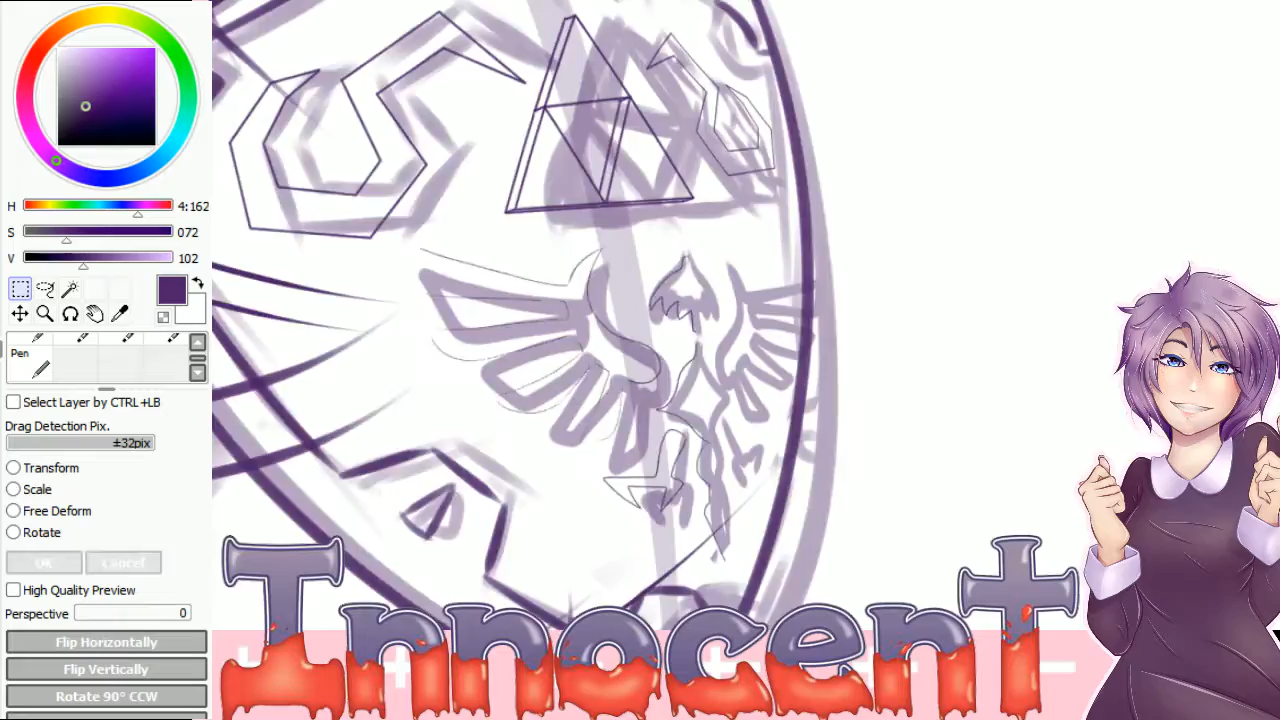 H 4:162
S 072
V 102
Pen
Select Layer by CTRL+LB
Drag Detection Pix.
±32pix
Transform
Scale
Free Deform
Rotate
OK Cancel
High Quality Preview
Perspective 0
Flip Horizontally
Flip Vertically
Rotate 90° CCW
Innocent